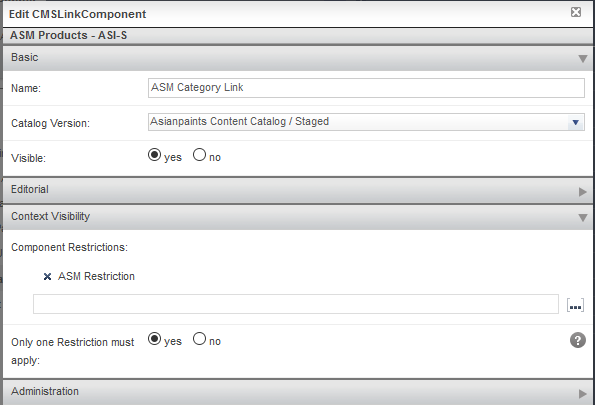 Edit CMSLinkComponent
ASM Products - ASI-S
Basic
Name: ASM Category Link
Catalog Version: Asianpaints Content Catalog / Staged
Visible: yes no
Editorial
Context Visibility
Component Restrictions:
ASM Restriction
...
Only one Restriction must yes no ?
apply:
Administration